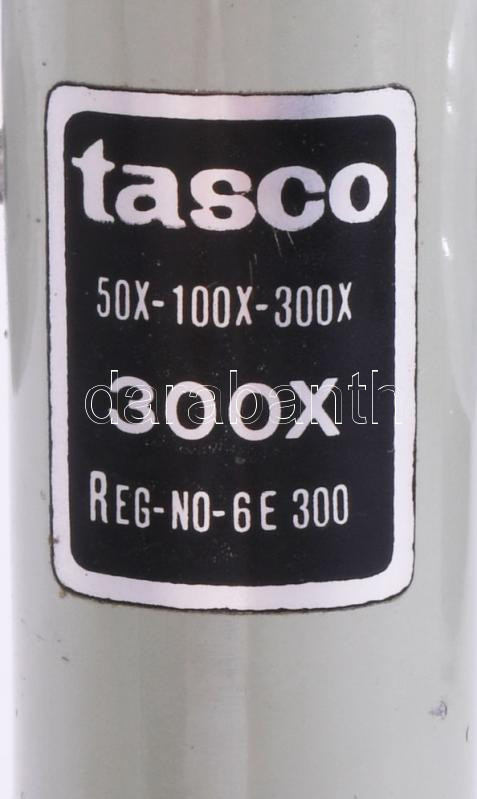 tasco
50X-100X-300X
300X
darabanth
REG-NO-6E 300